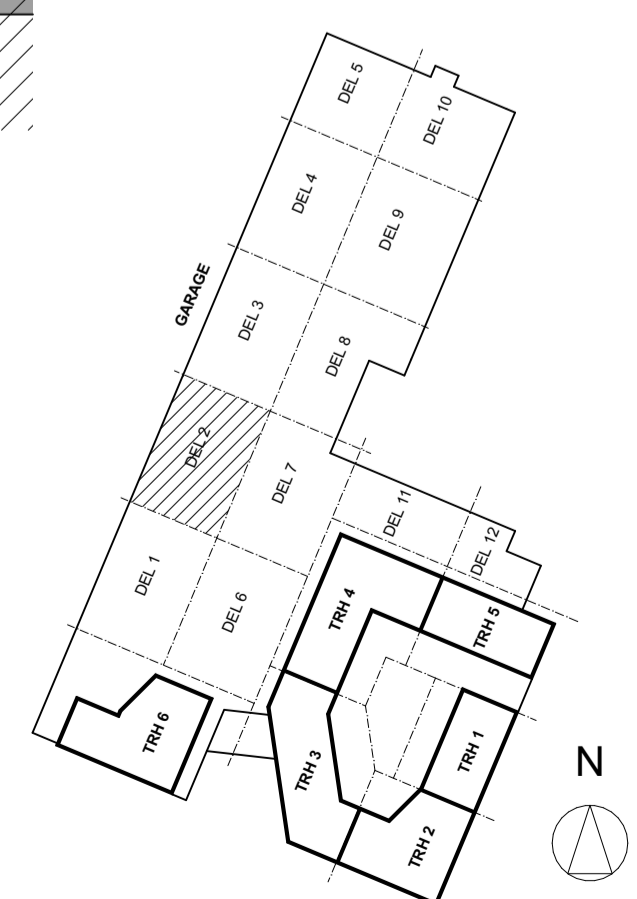 DEL 5
DEL 10
DEL 4
DEL 9
GARAGE
DEL 3
DEL 8
DEL 2
DEL 7
DEL 11
DEL 12
DEL 1
DEL 6
TRH 4
TRH 5
TRH 6
TRH 1
TRH 3
N
TRH 2